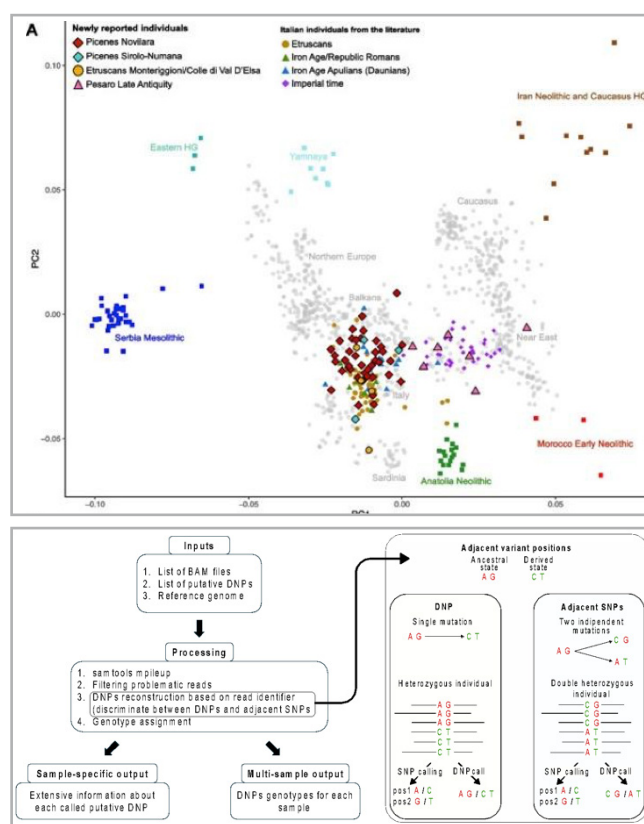 A
Newly reported individuals
Picenes Novilara
Picenes Sirolo-Numana
Etruscans Monteriggioni/Colle di Val D'Elsa
Pesaro Late Antiquity
Italian individuals from the literature
Etruscans
Iron Age/Republic Romans
Iron Age Apulians (Daunians)
Imperial time
Iron Neolithic and Caucasus HG
Eastern HG
Yamnaya
Caucasus
Northern Europe
Balkans
Serbia Mesolithic
Near East
Italy
Morocco Early Neolithic
Sardinia
Anatolia Neolithic
PC2
0.10
0.05
0.00
−0.05
−0.10
−0.05
0.00
0.05
PC1
Inputs
1. List of BAM files
2. List of putative DNPs
3. Reference genome
Processing
1. samtools mpileup
2. Filtering problematic reads
3. DNPs reconstruction based on read identifier
(discriminate between DNPs and adjacent SNPs
4. Genotype assignment
Sample-specific output
Extensive information about
each called putative DNP
Multi-sample output
DNPs genotypes for each
sample
Adjacent variant positions
Ancestral
state
Derived
state
A G
C T
DNP
Single mutation
A G
C T
Heterozygous individual
A G
A G
A G
C T
C T
C T
SNP calling
DNP call
pos1 A / C
pos2 G / T
A G / C T
Adjacent SNPs
Two indipendent
mutations
C G
A G
A T
Double heterozygous
individual
C G
C G
C G
A T
A T
A T
SNP calling
DNP call
pos1 A / C
pos2 G / T
C G / A T